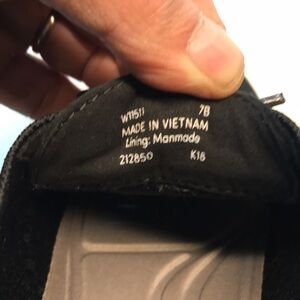 W11511 7B
MADE IN VIETNAM
Lining: Manmade
212850 K18